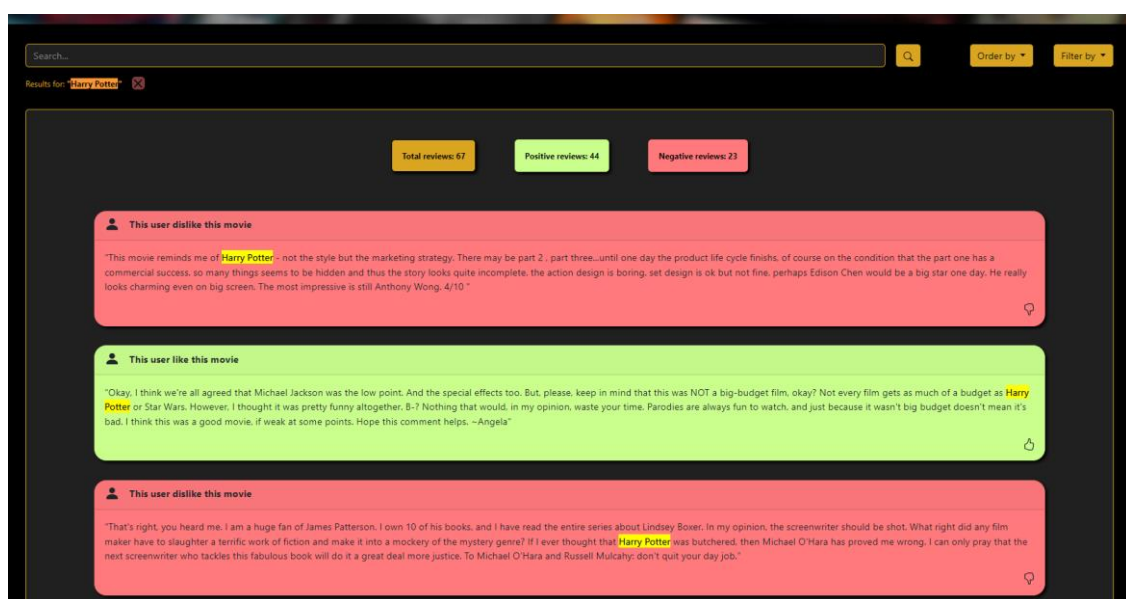 Search...
Order by
Filter by
Results for: "Harry Potter"
Total reviews: 67
Positive reviews: 44
Negative reviews: 23
This user dislike this movie
"This movie reminds me of Harry Potter - not the style but the marketing strategy. There may be part 2 , part three...until one day the product life cycle finishs, of course on the condition that the part one has a
commercial success. so many things seems to be hidden and thus the story looks quite incomplete. the action design is boring. set design is ok but not fine. perhaps Edison Chen would be a big star one day. He really
looks charming even on big screen. The most impressive is still Anthony Wong. 4/10 "
This user like this movie
"Okay, I think we're all agreed that Michael Jackson was the low point. And the special effects too. But, please, keep in mind that this was NOT a big-budget film, okay? Not every film gets as much of a budget as Harry
Potter or Star Wars. However, I thought it was pretty funny altogether. B-? Nothing that would, in my opinion, waste your time. Parodies are always fun to watch, and just because it wasn't big budget doesn't mean it's
bad. I think this was a good movie, if weak at some points. Hope this comment helps. ~Angela"
This user dislike this movie
"That's right, you heard me. I am a huge fan of James Patterson. I own 10 of his books, and I have read the entire series about Lindsey Boxer. In my opinion, the screenwriter should be shot. What right did any film
maker have to slaughter a terrific work of fiction and make it into a mockery of the mystery genre? If I ever thought that Harry Potter was butchered, then Michael O'Hara has proved me wrong. I can only pray that the
next screenwriter who tackles this fabulous book will do it a great deal more justice. To Michael O'Hara and Russell Mulcahy: don't quit your day job."